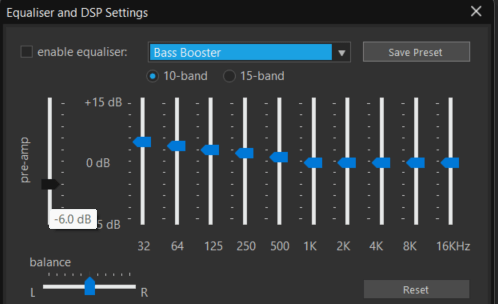 Equaliser and DSP Settings
enable equaliser:
Bass Booster
Save Preset
10-band
15-band
+15 dB
0 dB
pre-amp
-6.0 dB
5 dB
32 64 125 250 500 1K 2K 4K 8K 16KHz
balance
L R
Reset